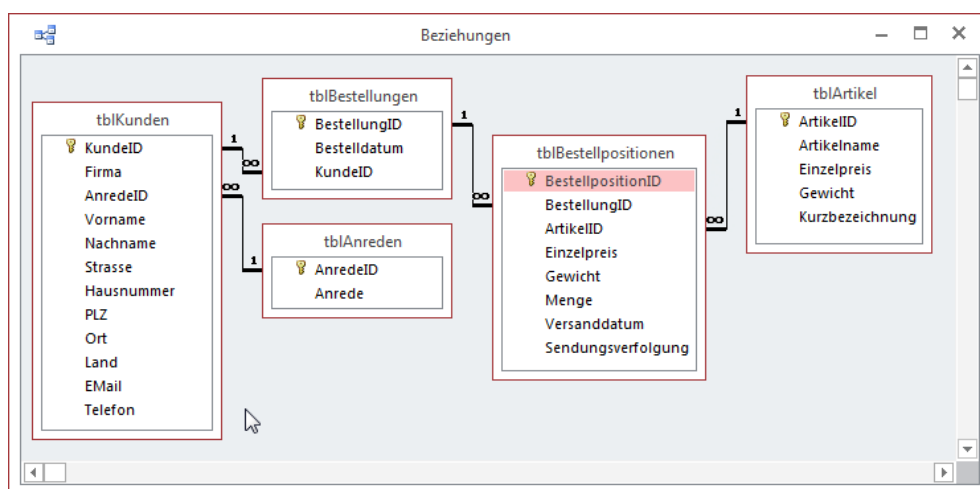 Beziehungen
tblKunden
KundeID
Firma
AnredeID
Vorname
Nachname
Strasse
Hausnummer
PLZ
Ort
Land
EMail
Telefon
1
∞
∞
1
tblBestellungen
BestellungID
Bestelldatum
KundeID
tblAnreden
AnredeID
Anrede
1
∞
tblBestellpositionen
BestellpositionID
BestellungID
ArtikelID
Einzelpreis
Gewicht
Menge
Versanddatum
Sendungsverfolgung
1
∞
tblArtikel
ArtikelID
Artikelname
Einzelpreis
Gewicht
Kurzbezeichnung